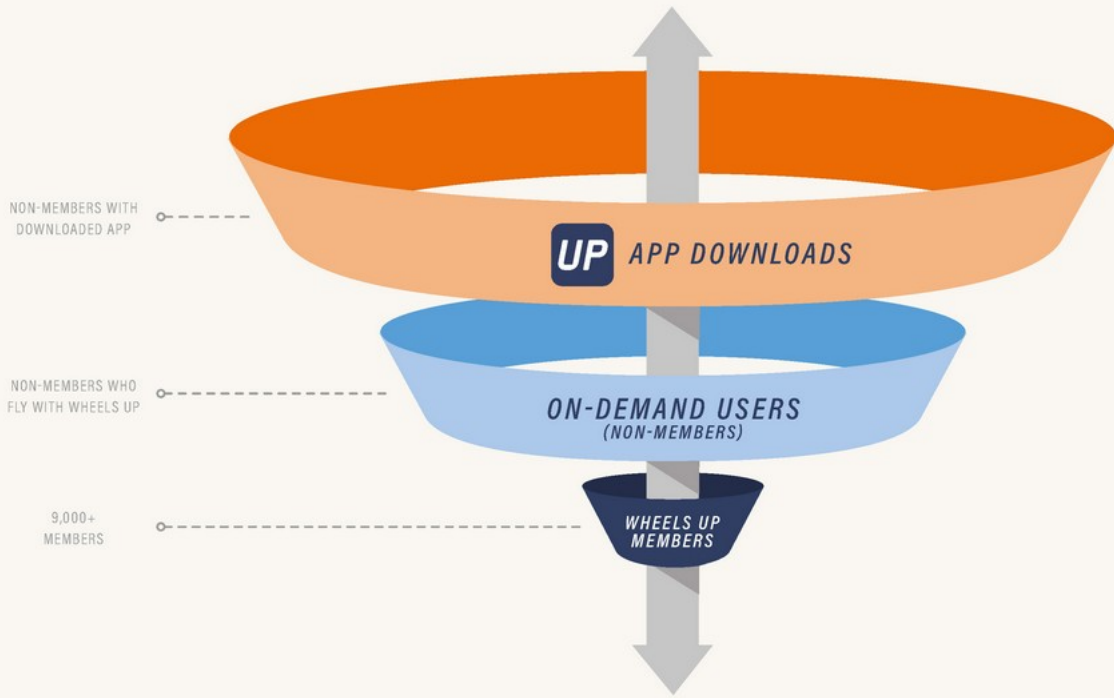 NON-MEMBERS WITH
DOWNLOADED APP
UP APP DOWNLOADS
NON-MEMBERS WHO
FLY WITH WHEELS UP
ON-DEMAND USERS
(NON-MEMBERS)
9,000+
MEMBERS
WHEELS UP
MEMBERS